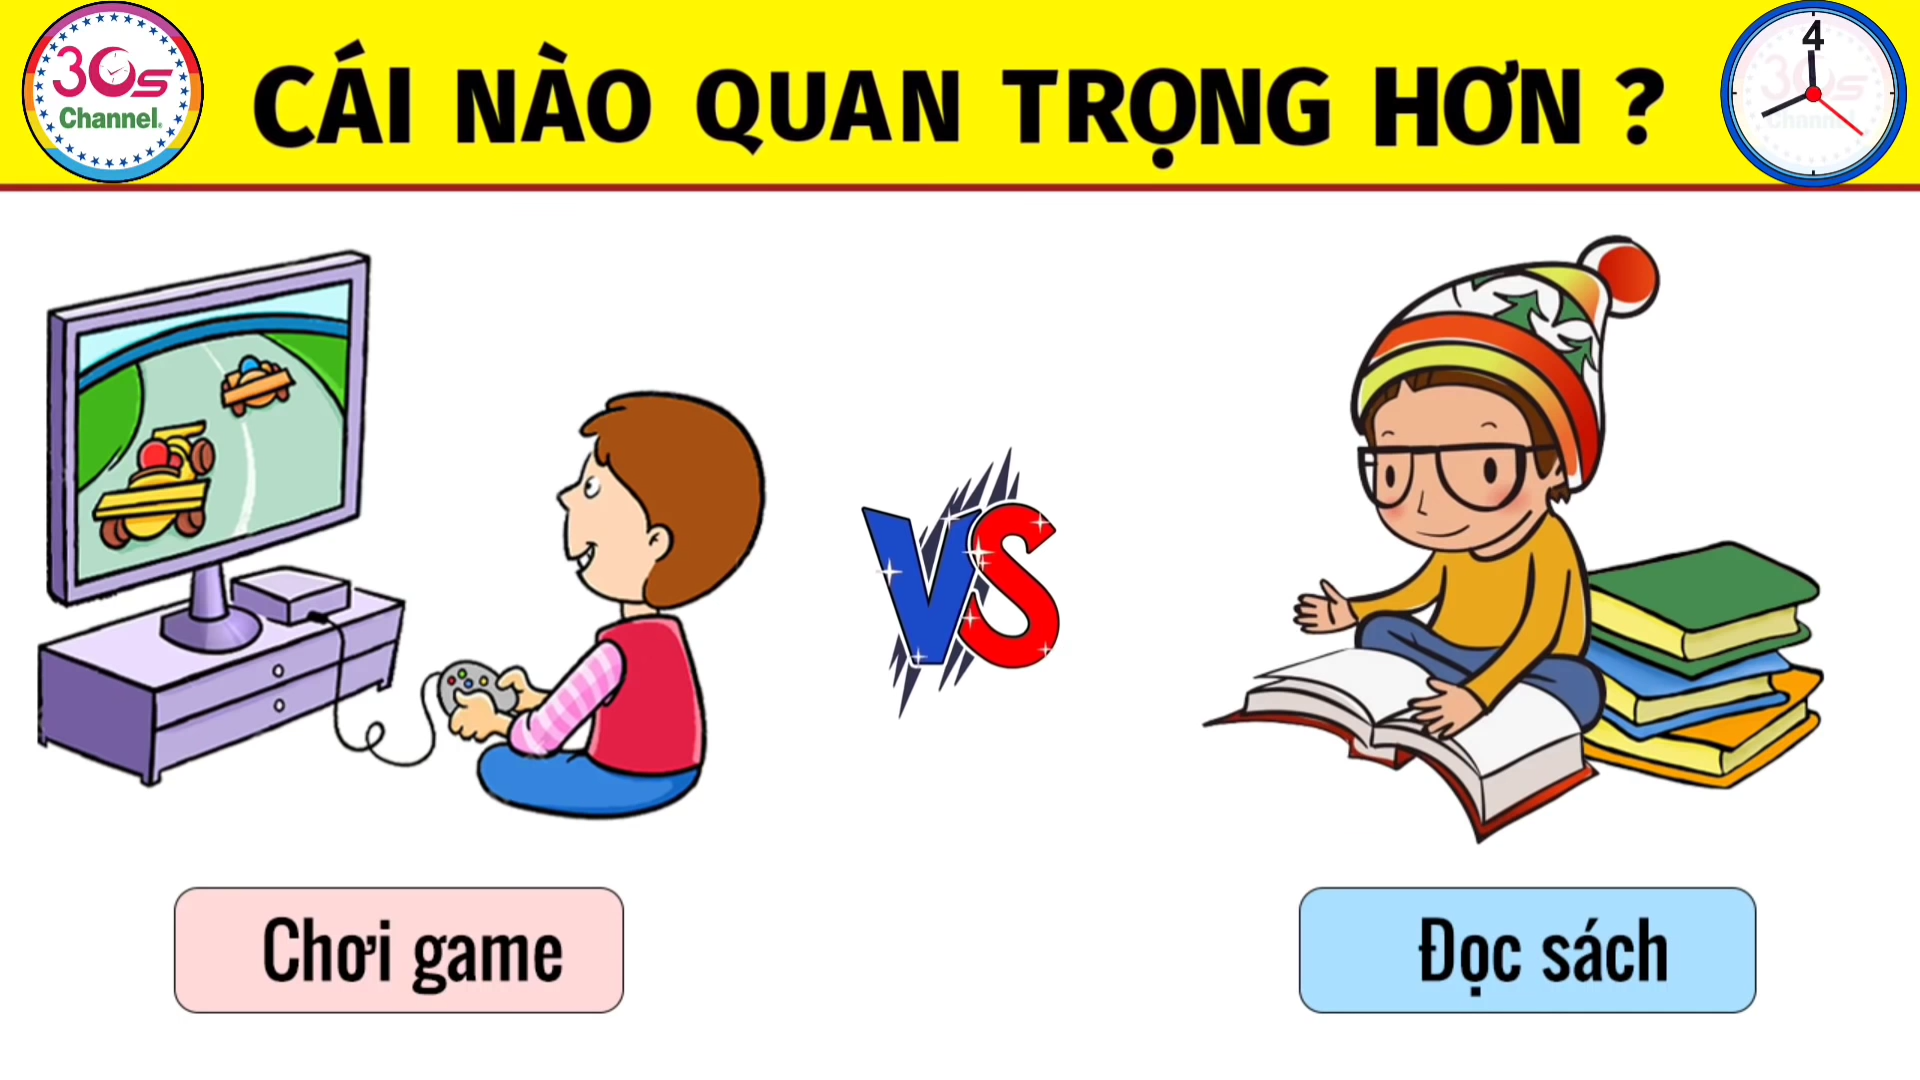 30s
Channel.
CÁI NÀO QUAN TRỌNG HƠN ?
4
VS
Chơi game
Đọc sách